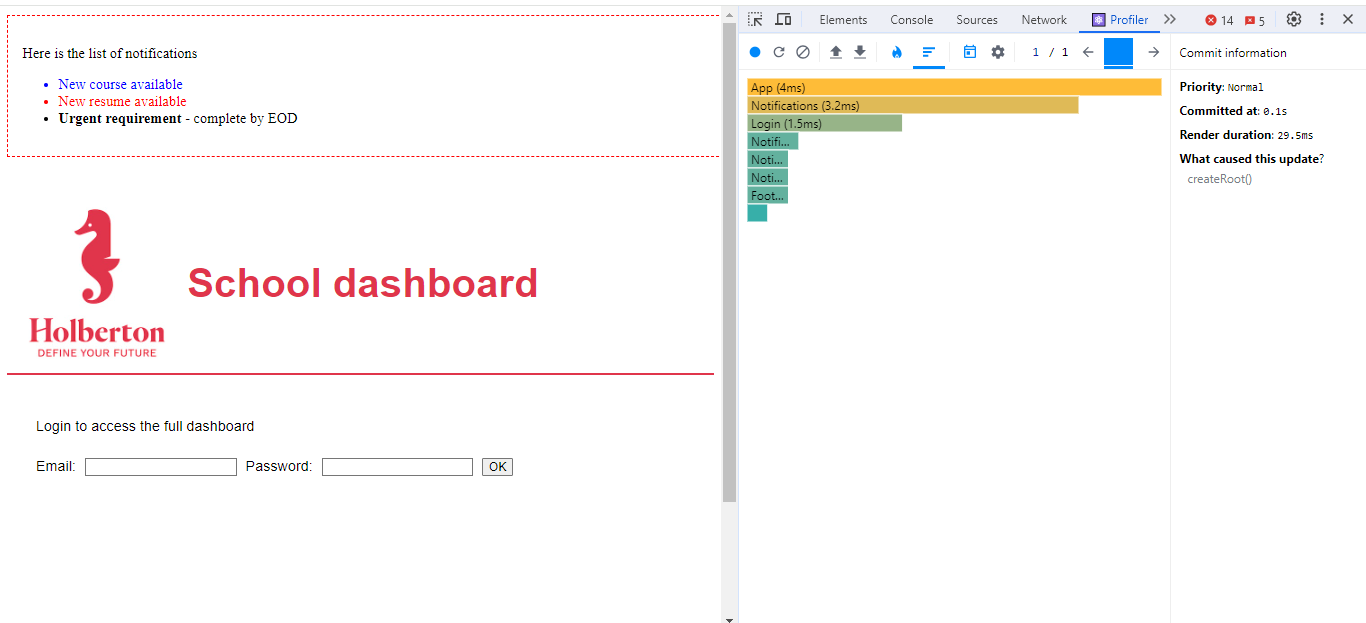 Here is the list of notifications
New course available
New resume available
Urgent requirement - complete by EOD
Holberton
DEFINE YOUR FUTURE
School dashboard
Login to access the full dashboard
Email: Password: OK
Elements Console Sources Network Profiler 14 5
1 / 1
App (4ms)
Notifications (3.2ms)
Login (1.5ms)
Notifi...
Noti...
Noti...
Foot...
Commit information
Priority: Normal
Committed at: 0.1s
Render duration: 29.5ms
What caused this update?
createRoot()